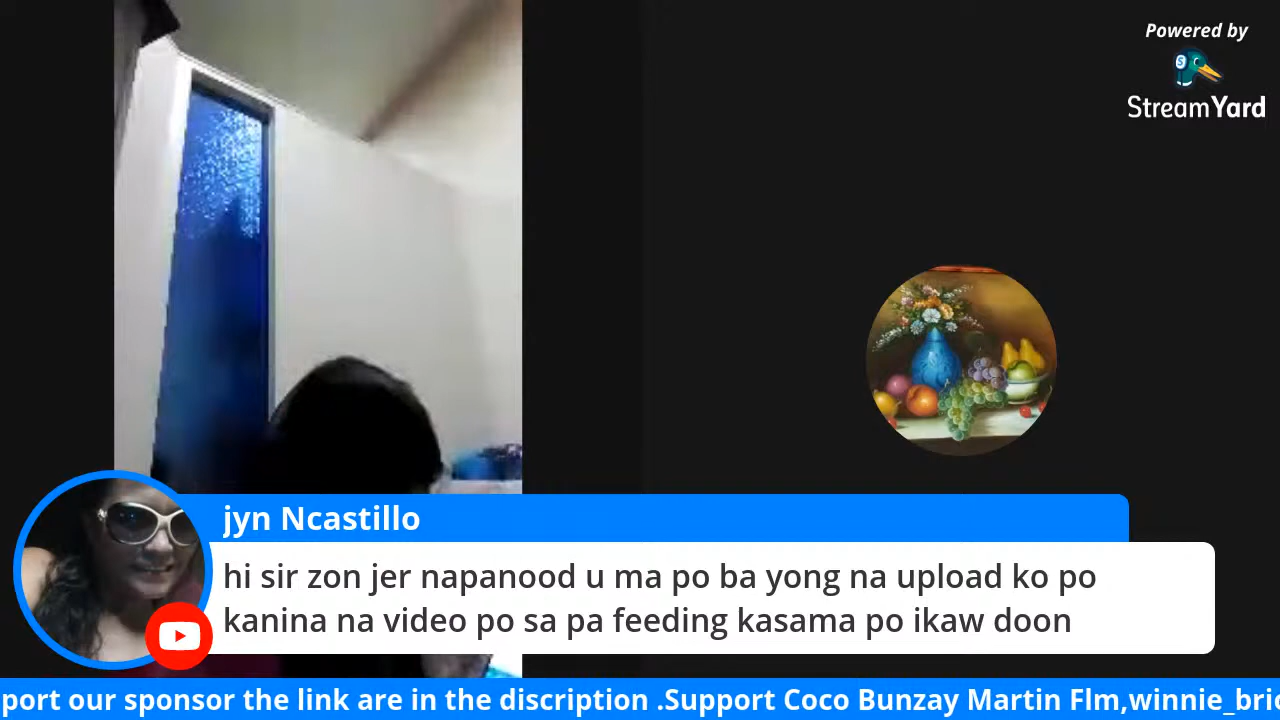 Powered by
StreamYard
jyn Ncastillo
hi sir zon jer napanood u ma po ba yong na upload ko po
kanina na video po sa pa feeding kasama po ikaw doon
port our sponsor the link are in the discription .Support Coco Bunzay Martin Flm,winnie_bric